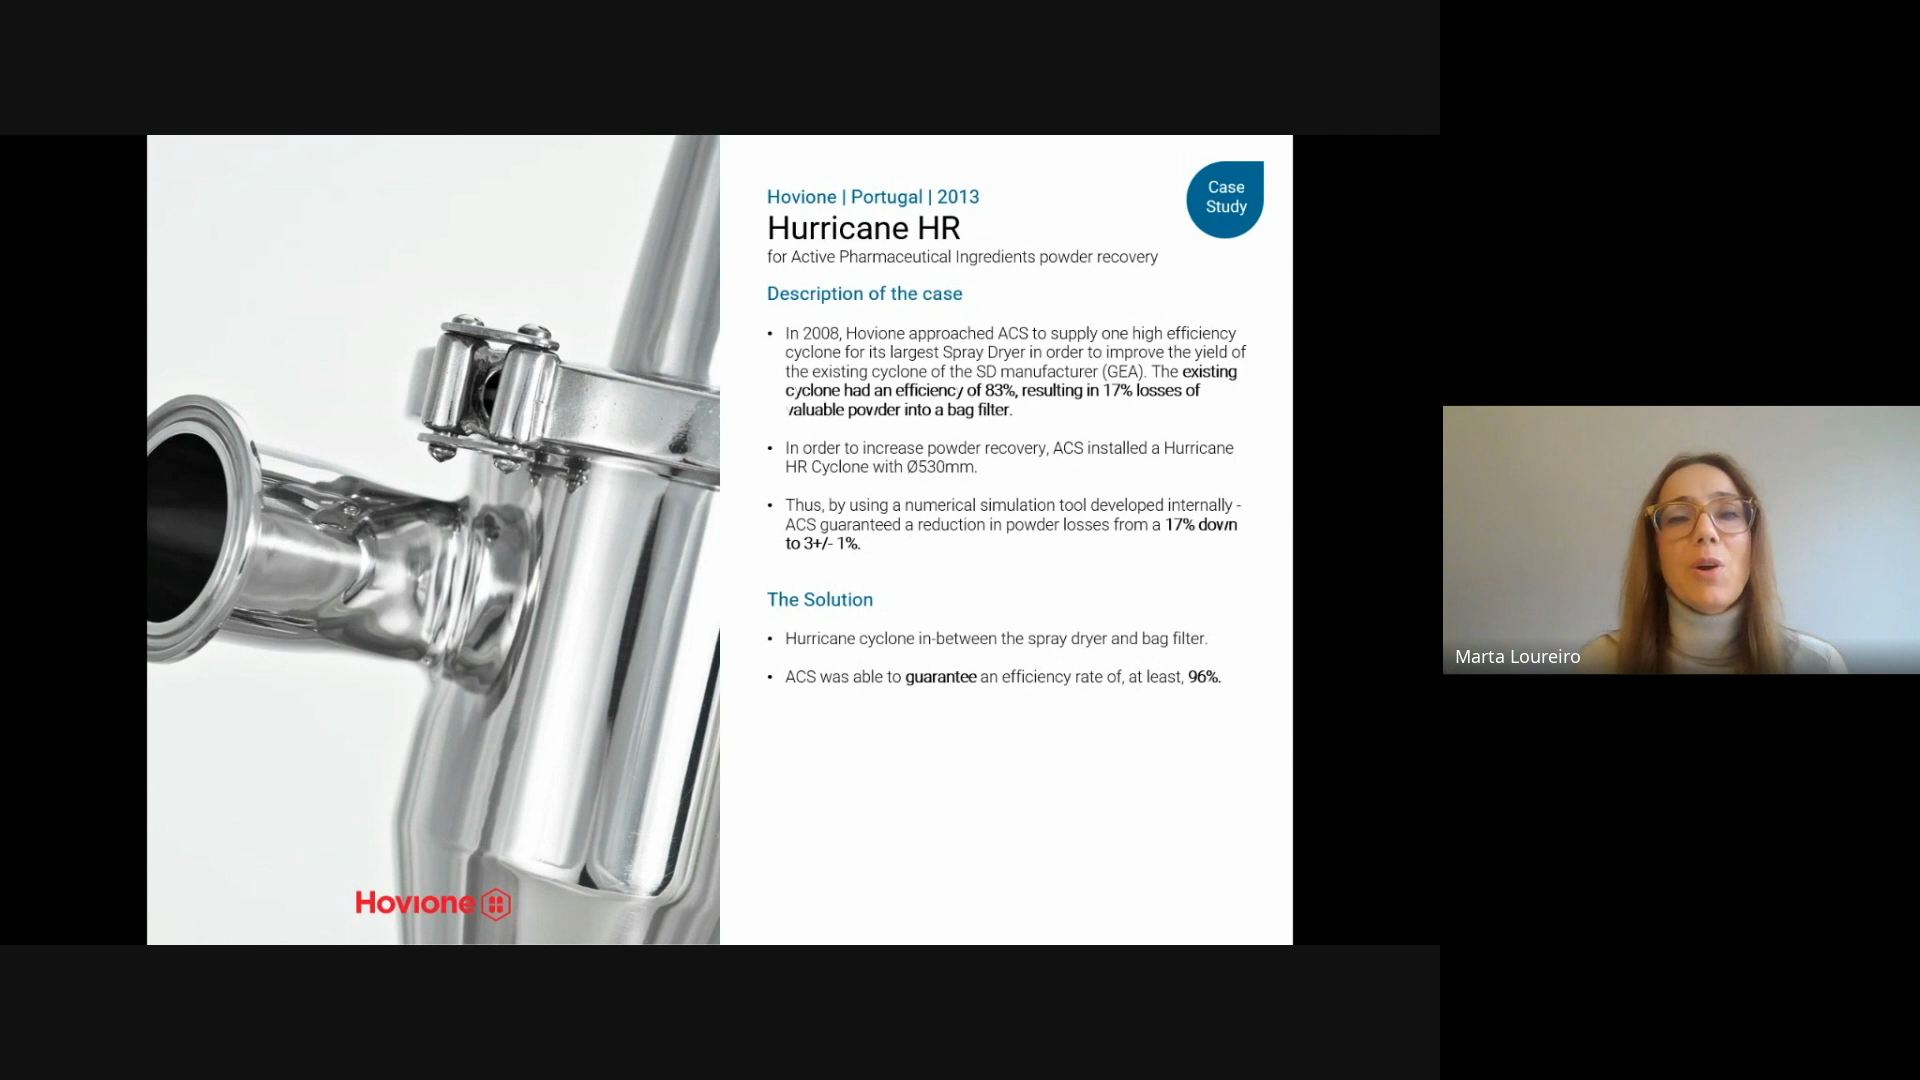 Case
Study
Hovione | Portugal | 2013
Hurricane HR
for Active Pharmaceutical Ingredients powder recovery
Description of the case
• In 2008, Hovione approached ACS to supply one high efficiency
cyclone for its largest Spray Dryer in order to improve the yield of
the existing cyclone of the SD manufacturer (GEA). The existing
cyclone had an efficiency of 83%, resulting in 17% losses of
valuable powder into a bag filter.
• In order to increase powder recovery, ACS installed a Hurricane
HR Cyclone with Ø530mm.
• Thus, by using a numerical simulation tool developed internally -
ACS guaranteed a reduction in powder losses from a 17% down
to 3+/- 1%.
The Solution
• Hurricane cyclone in-between the spray dryer and bag filter.
• ACS was able to guarantee an efficiency rate of, at least, 96%.
Hovione
Marta Loureiro